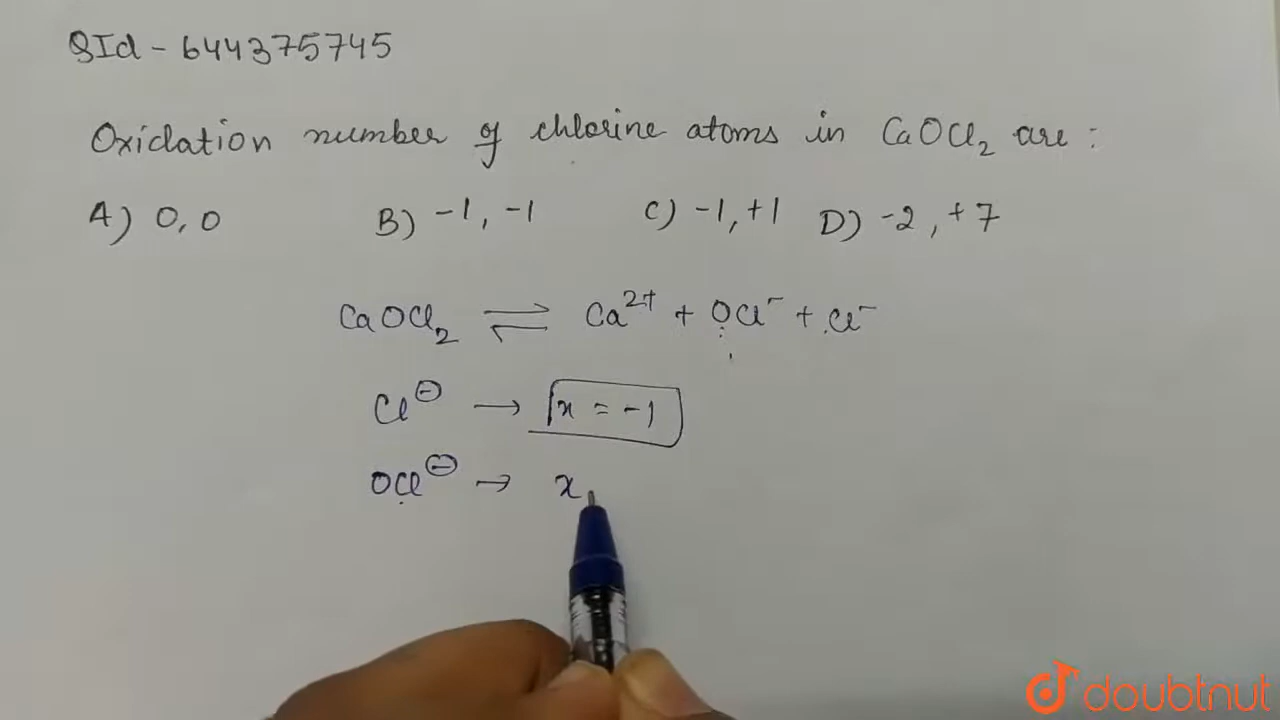 QId - 644375745
Oxidation number of chlorine atoms in CaOCl₂ are :
A) 0, 0 B) -1, -1 C) -1, +1 D) -2, +7
CaOCl₂ ⇌ Ca²⁺ + OCl⁻ + Cl⁻
Cl⊖ → x = -1
OCl⊖ → x
doubtnut